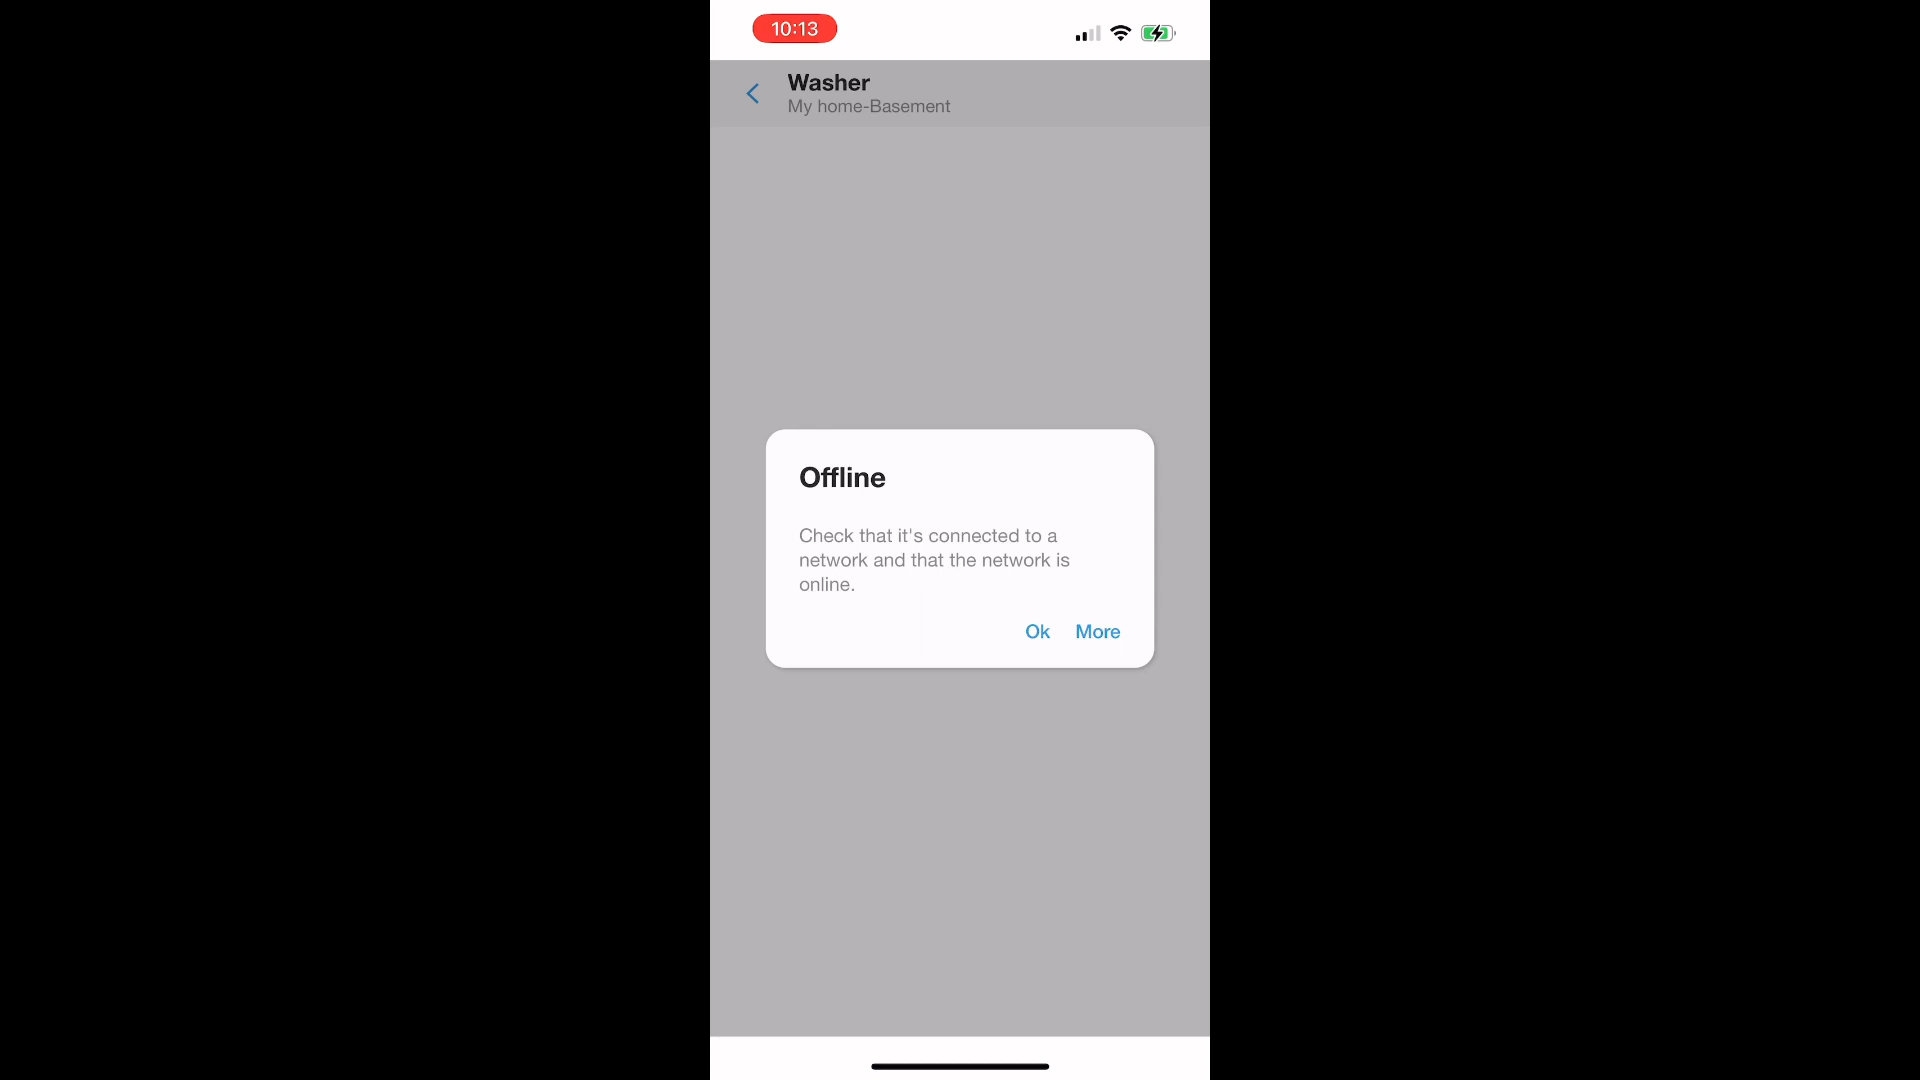 10:13
Washer
My home-Basement
Offline
Check that it's connected to a
network and that the network is
online.
Ok More